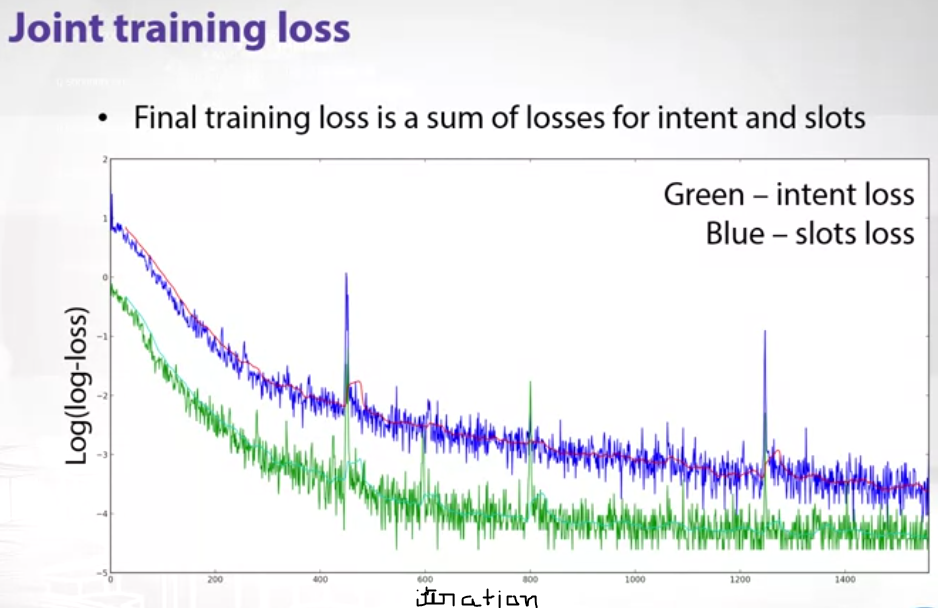 Joint training loss
• Final training loss is a sum of losses for intent and slots
Green – intent loss
Blue – slots loss
Log(log-loss)
2
1
0
−1
−2
−3
−4
−5
0 200 400 600 800 1000 1200 1400
iteration